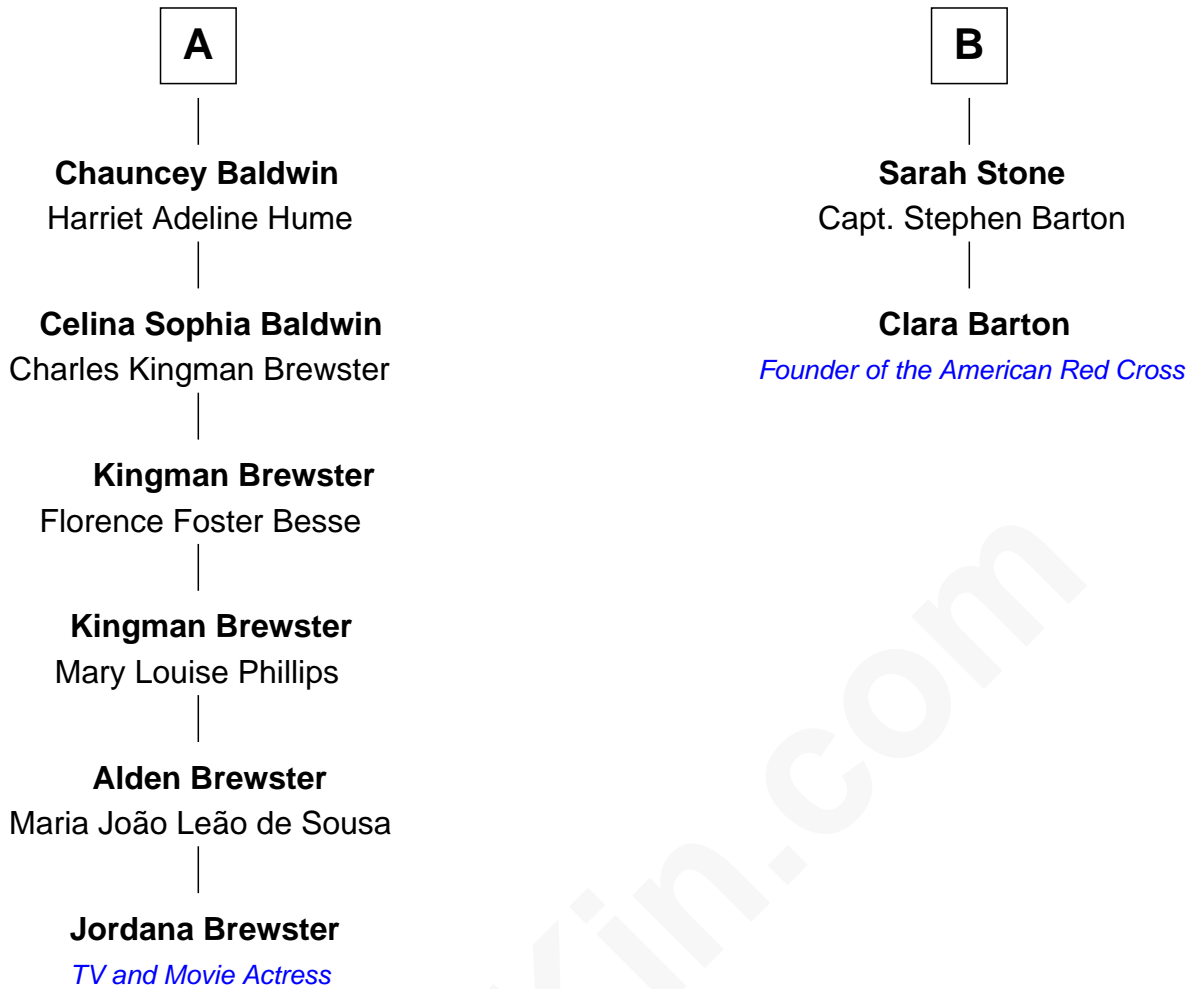 A
Chauncey Baldwin
Harriet Adeline Hume
Celina Sophia Baldwin
Charles Kingman Brewster
Kingman Brewster
Florence Foster Besse
Kingman Brewster
Mary Louise Phillips
Alden Brewster
Maria João Leão de Sousa
Jordana Brewster
TV and Movie Actress
B
Sarah Stone
Capt. Stephen Barton
Clara Barton
Founder of the American Red Cross
Kin.com